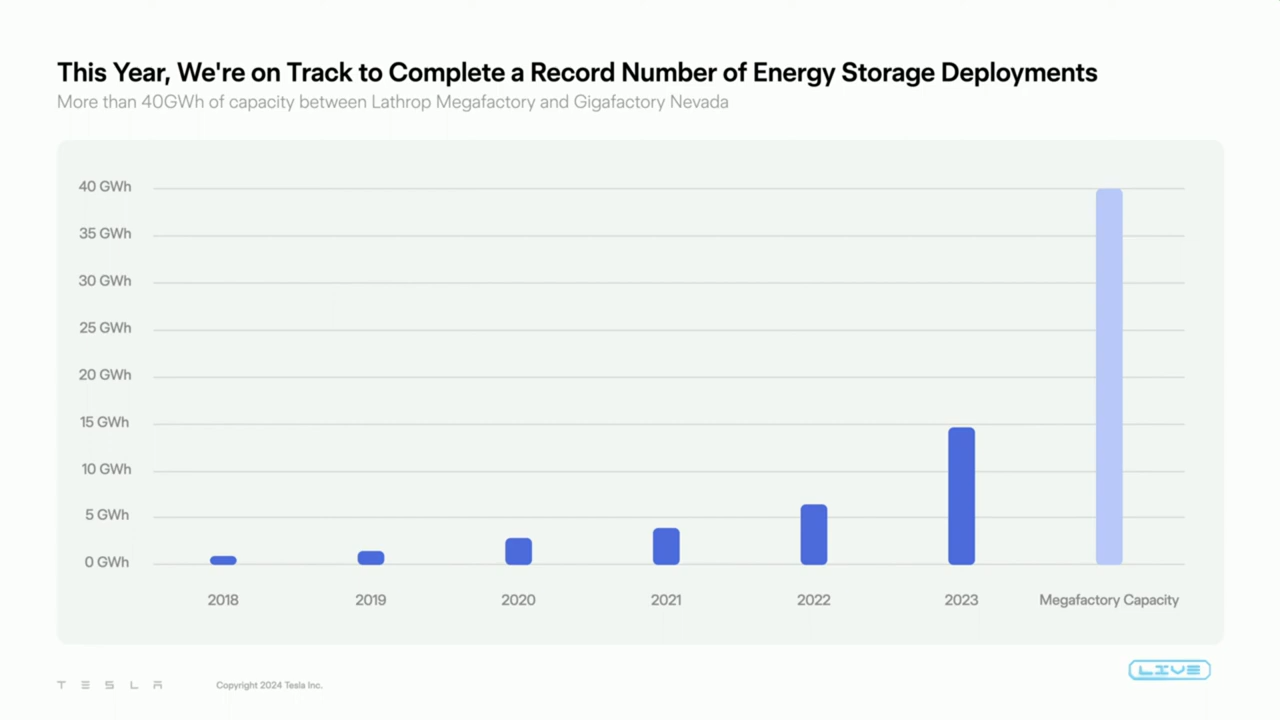 This Year, We're on Track to Complete a Record Number of Energy Storage Deployments
More than 40GWh of capacity between Lathrop Megafactory and Gigafactory Nevada
40 GWh
35 GWh
30 GWh
25 GWh
20 GWh
15 GWh
10 GWh
5 GWh
0 GWh
2018 2019 2020 2021 2022 2023 Megafactory Capacity
TESLA Copyright 2024 Tesla Inc.
LIVE